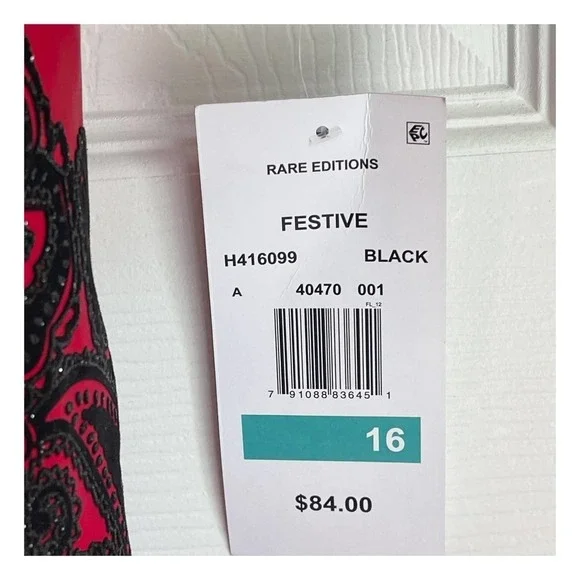 RARE EDITIONS
FESTIVE
H416099 BLACK
A 40470 001
FL_12
7 91088 83645 1
16
$84.00